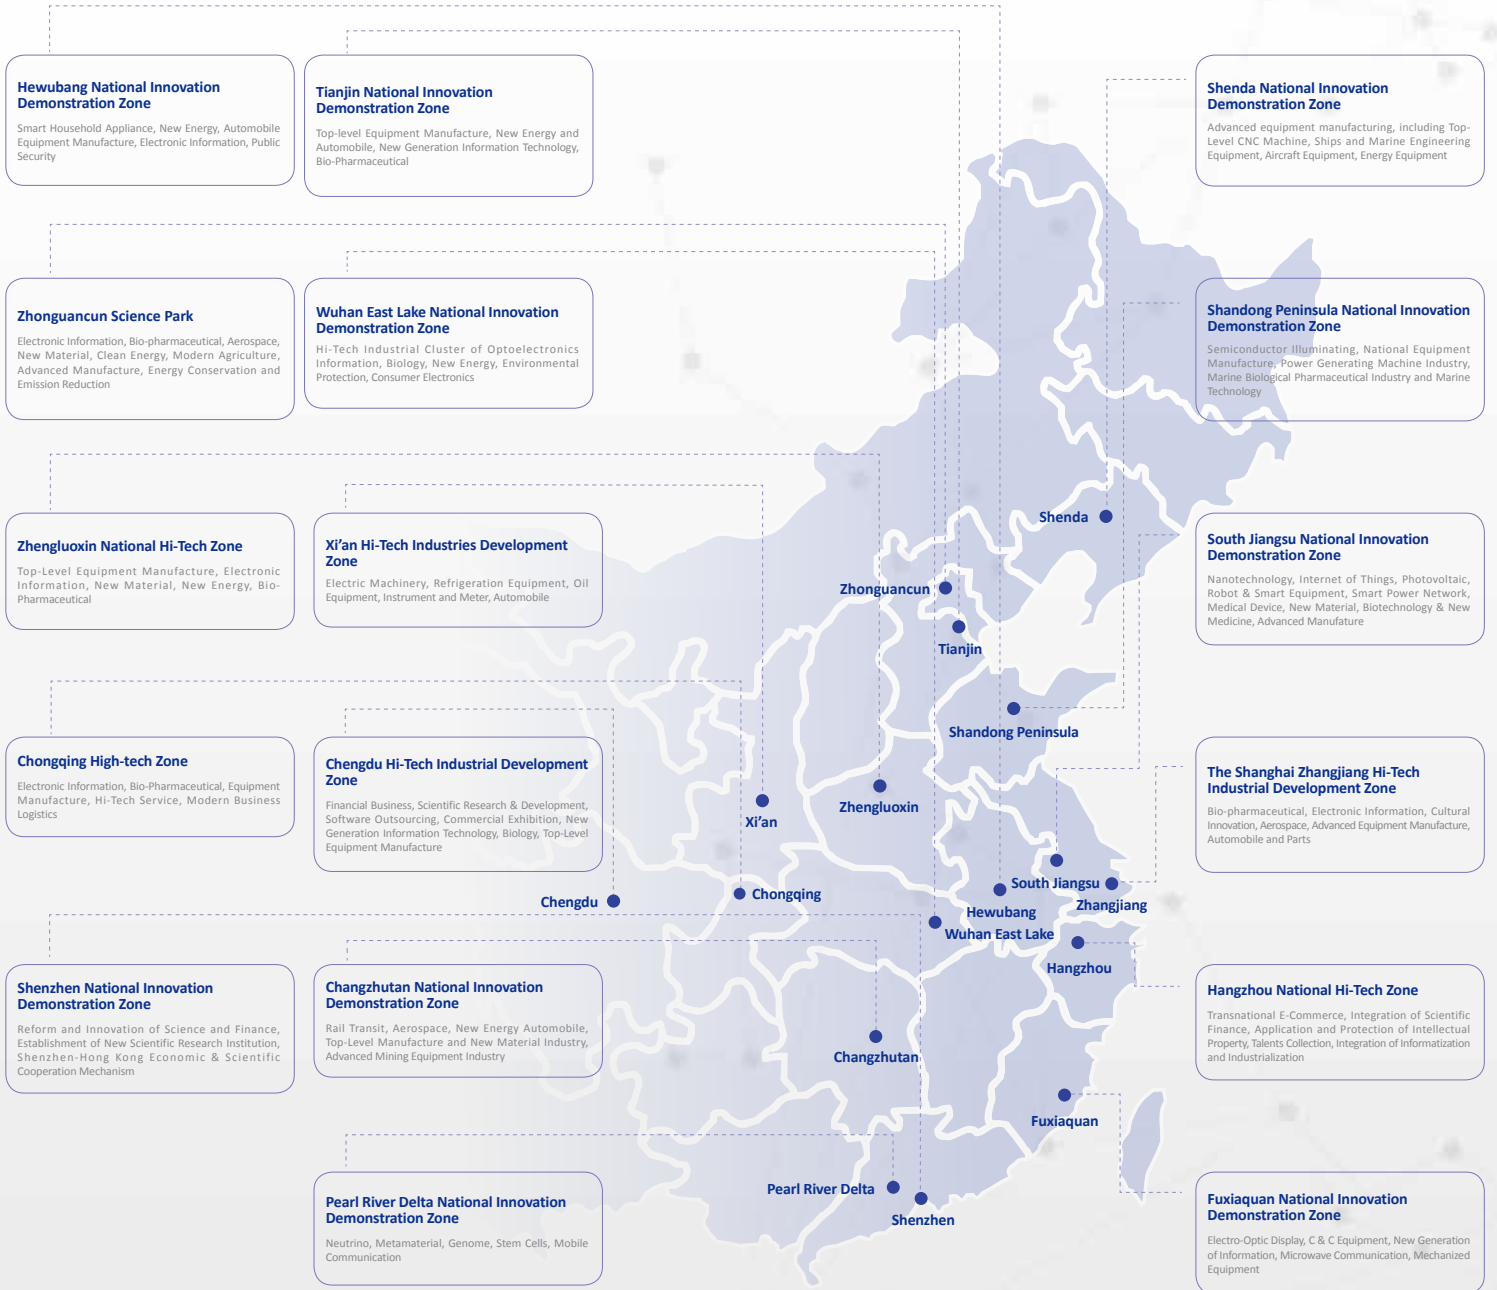 Hewubang National Innovation
Demonstration Zone
Smart Household Appliance, New Energy, Automobile
Equipment Manufacture, Electronic Information, Public
Security
Tianjin National Innovation
Demonstration Zone
Top-level Equipment Manufacture, New Energy and
Automobile, New Generation Information Technology,
Bio-Pharmaceutical
Shenda National Innovation
Demonstration Zone
Advanced equipment manufacturing, including Top-
Level CNC Machine, Ships and Marine Engineering
Equipment, Aircraft Equipment, Energy Equipment
Zhonguancun Science Park
Electronic Information, Bio-pharmaceutical, Aerospace,
New Material, Clean Energy, Modern Agriculture,
Advanced Manufacture, Energy Conservation and
Emission Reduction
Wuhan East Lake National Innovation
Demonstration Zone
Hi-Tech Industrial Cluster of Optoelectronics
Information, Biology, New Energy, Environmental
Protection, Consumer Electronics
Shandong Peninsula National Innovation
Demonstration Zone
Semiconductor Illuminating, National Equipment
Manufacture, Power Generating Machine Industry,
Marine Biological Pharmaceutical Industry and Marine
Technology
Zhengluoxin National Hi-Tech Zone
Top-Level Equipment Manufacture, Electronic
Information, New Material, New Energy, Bio-
Pharmaceutical
Xi'an Hi-Tech Industries Development
Zone
Electric Machinery, Refrigeration Equipment, Oil
Equipment, Instrument and Meter, Automobile
South Jiangsu National Innovation
Demonstration Zone
Nanotechnology, Internet of Things, Photovoltaic,
Robot & Smart Equipment, Smart Power Network,
Medical Device, New Material, Biotechnology & New
Medicine, Advanced Manufature
Chongqing High-tech Zone
Electronic Information, Bio-Pharmaceutical, Equipment
Manufacture, Hi-Tech Service, Modern Business
Logistics
Chengdu Hi-Tech Industrial Development
Zone
Financial Business, Scientific Research & Development,
Software Outsourcing, Commercial Exhibition, New
Generation Information Technology, Biology, Top-Level
Equipment Manufacture
The Shanghai Zhangjiang Hi-Tech
Industrial Development Zone
Bio-pharmaceutical, Electronic Information, Cultural
Innovation, Aerospace, Advanced Equipment Manufacture,
Automobile and Parts
Shenzhen National Innovation
Demonstration Zone
Reform and Innovation of Science and Finance,
Establishment of New Scientific Research Institution,
Shenzhen-Hong Kong Economic & Scientific
Cooperation Mechanism
Changzhutan National Innovation
Demonstration Zone
Rail Transit, Aerospace, New Energy Automobile,
Top-Level Manufacture and New Material Industry,
Advanced Mining Equipment Industry
Hangzhou National Hi-Tech Zone
Transnational E-Commerce, Integration of Scientific
Finance, Application and Protection of Intellectual
Property, Talents Collection, Integration of Informatization
and Industrialization
Pearl River Delta National Innovation
Demonstration Zone
Neutrino, Metamaterial, Genome, Stem Cells, Mobile
Communication
Fuxiaquan National Innovation
Demonstration Zone
Electro-Optic Display, C & C Equipment, New Generation
of Information, Microwave Communication, Mechanized
Equipment
Shenda
Zhonguancun
Tianjin
Shandong Peninsula
Zhengluoxin
Xi'an
South Jiangsu
Chongqing
Chengdu
Zhangjiang
Hewubang
Wuhan East Lake
Hangzhou
Changzhutan
Fuxiaquan
Pearl River Delta
Shenzhen